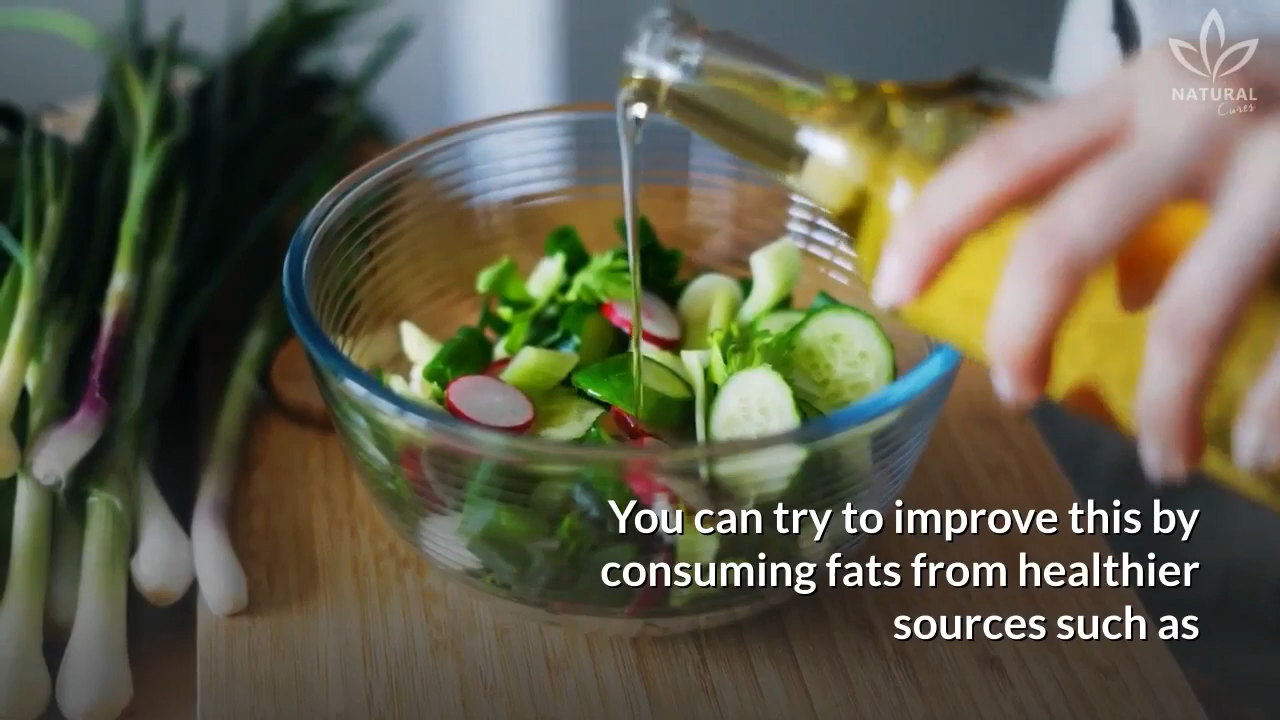 NATURAL
Cures
You can try to improve this by
consuming fats from healthier
sources such as